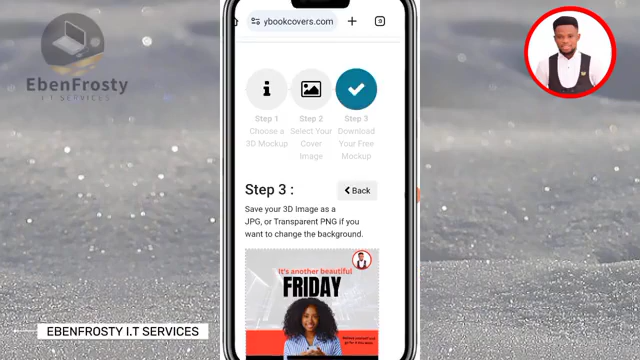 EbenFrosty
I.T SERVICES
ybookcovers.com
Step 1
Choose a
3D Mockup
Step 2
Select Your
Cover
Image
Step 3
Download
Your Free
Mockup
Step 3 :
Back
Save your 3D Image as a
JPG, or Transparent PNG if you
want to change the background.
it's another beautiful
FRIDAY
EBENFROSTY I.T SERVICES